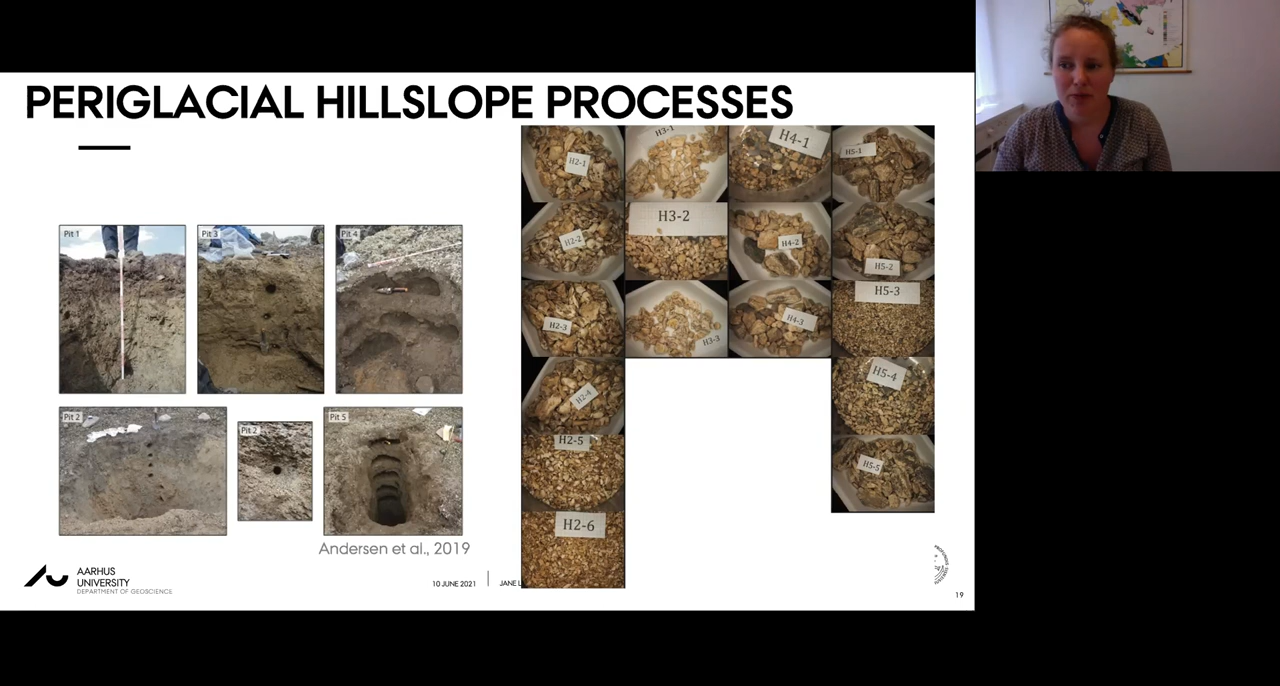 PERIGLACIAL HILLSLOPE PROCESSES
Pit 1
Pit 3
Pit 4
Pit 2
Pit 2
Pit 5
Andersen et al., 2019
H2-1
H3-1
H4-1
H5-1
H2-2
H3-2
H4-2
H5-2
H2-3
H3-3
H4-3
H5-3
H2-4
H5-4
H2-5
H5-5
H2-6
AARHUS
UNIVERSITY
DEPARTMENT OF GEOSCIENCE
10 JUNE 2021
JANE L
19